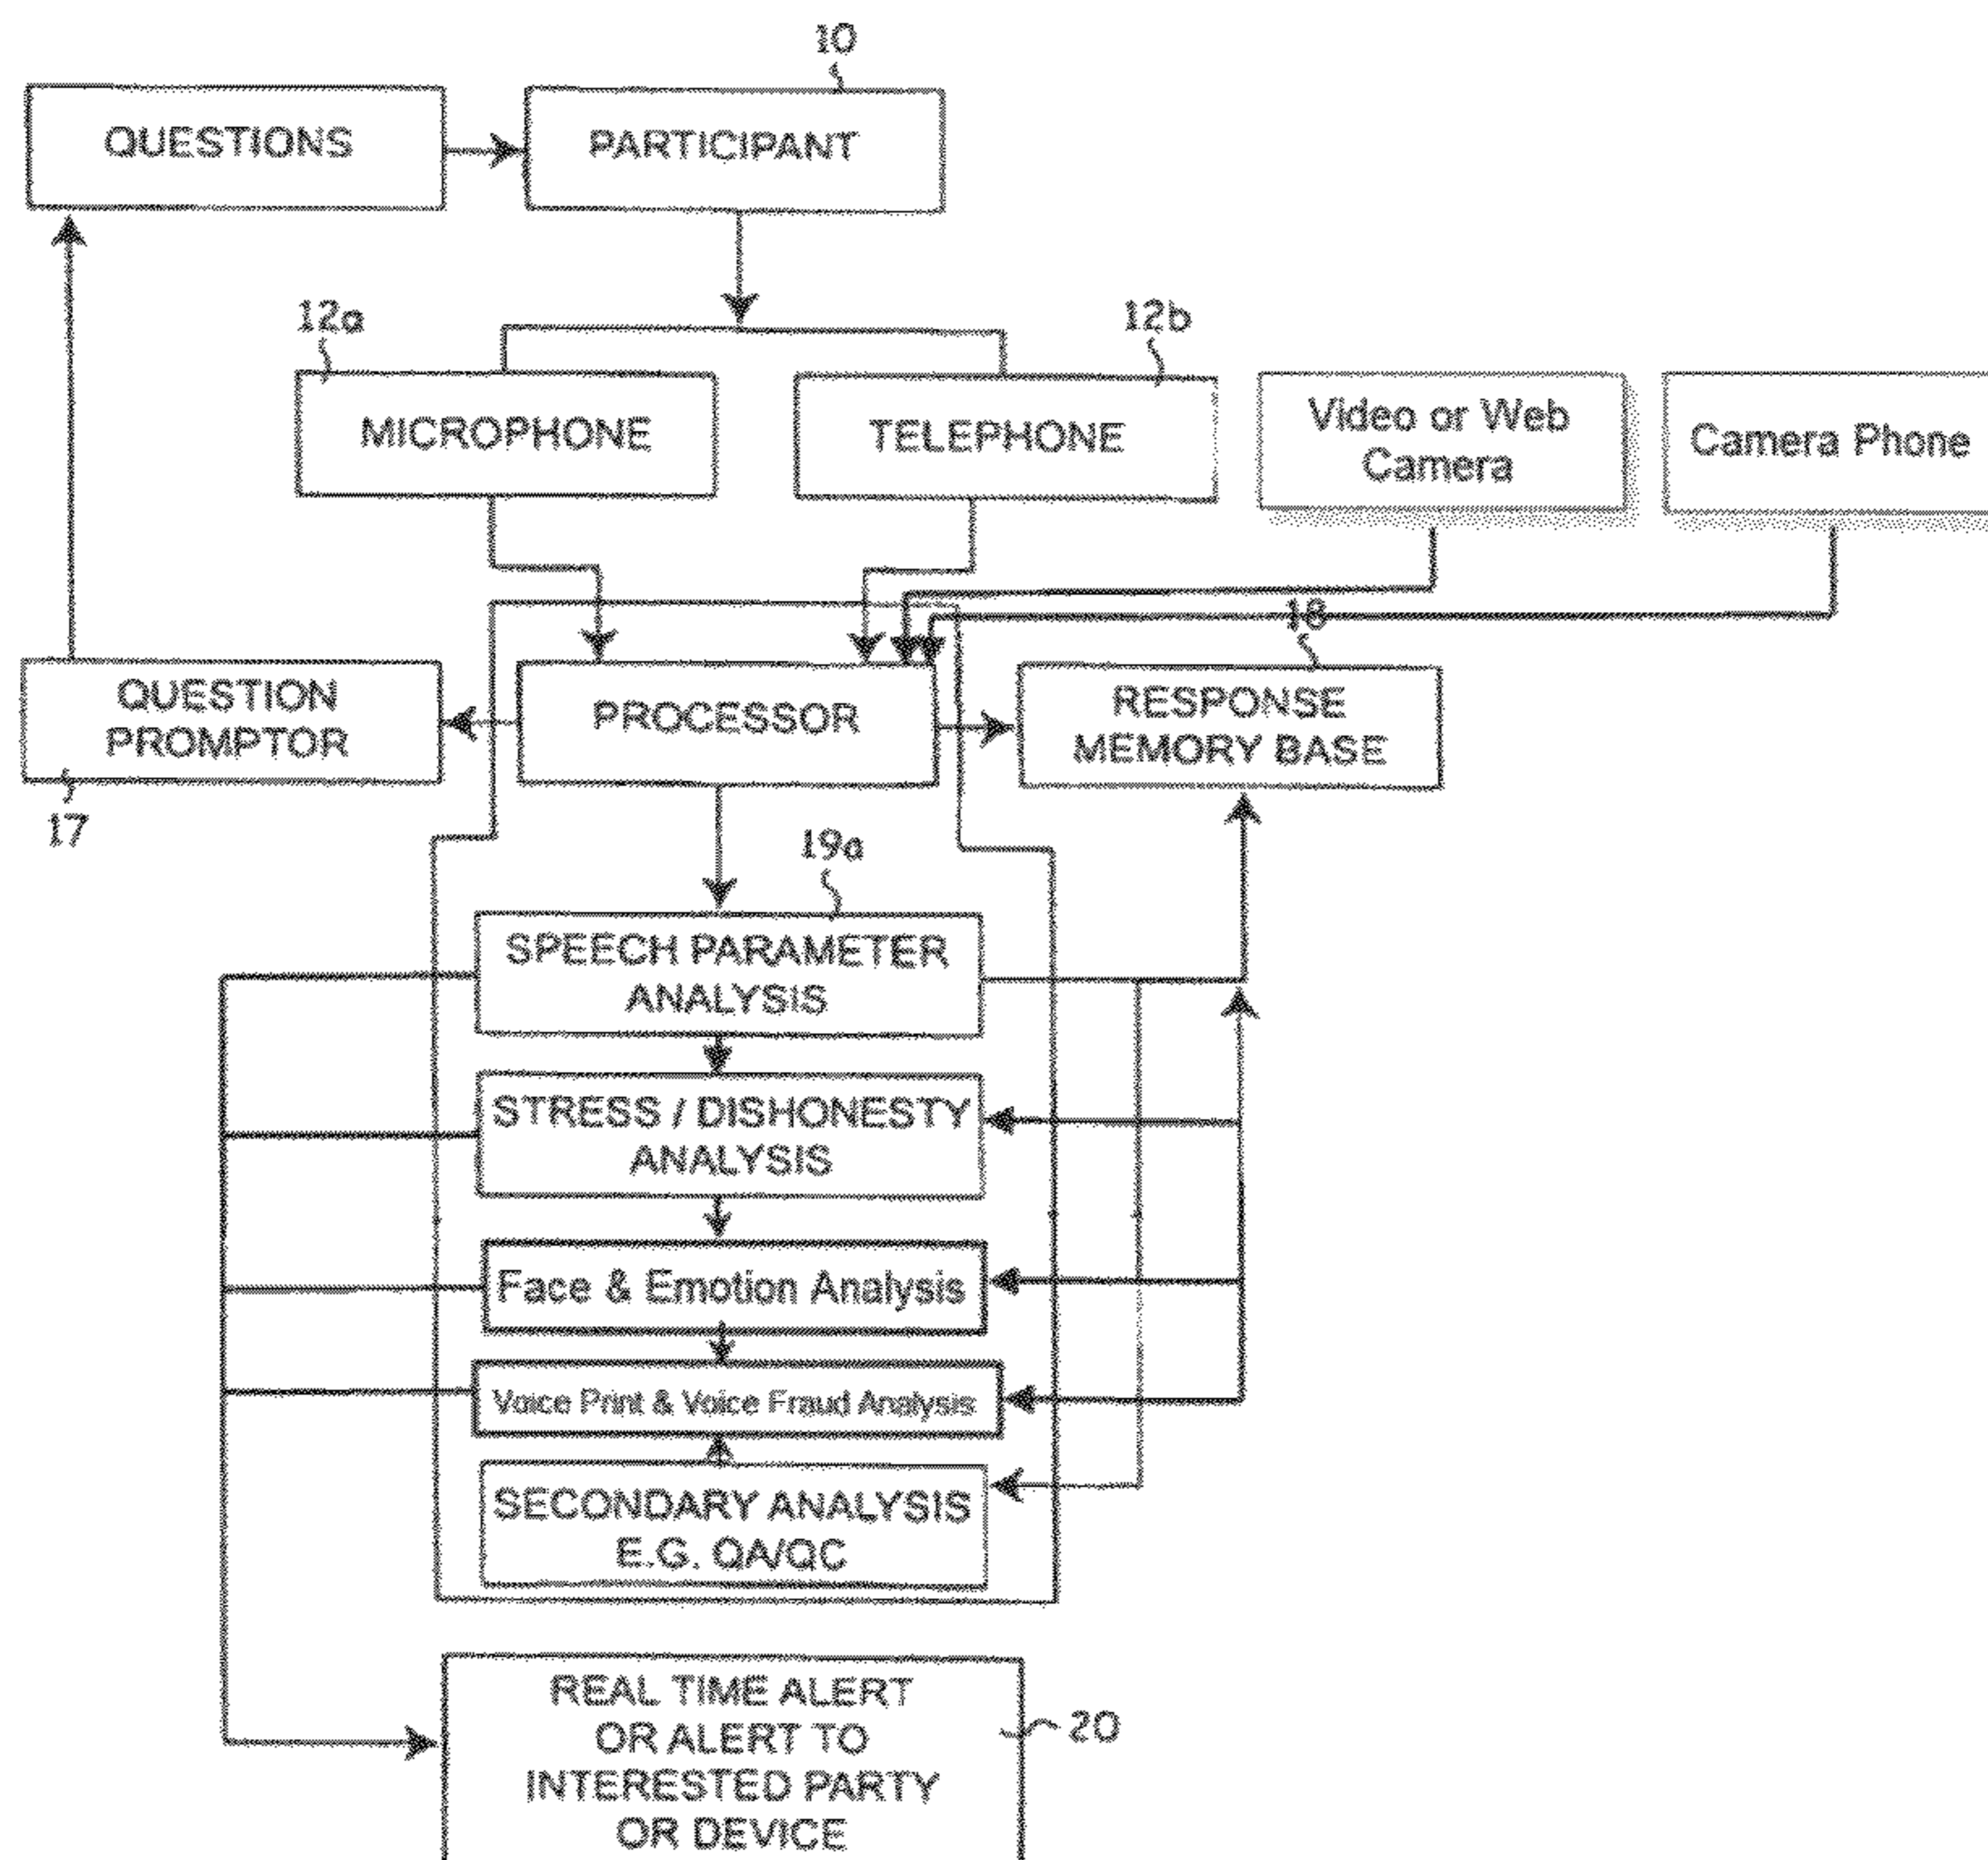 10
QUESTIONS
PARTICIPANT
12a
12b
MICROPHONE
TELEPHONE
Video or Web
Camera
Camera Phone
18
QUESTION
PROMPTOR
PROCESSOR
RESPONSE
MEMORY BASE
17
19a
SPEECH PARAMETER
ANALYSIS
STRESS / DISHONESTY
ANALYSIS
Face & Emotion Analysis
Voice Print & Voice Fraud Analysis
SECONDARY ANALYSIS
E.G. QA/QC
REAL TIME ALERT
OR ALERT TO
INTERESTED PARTY
OR DEVICE
20